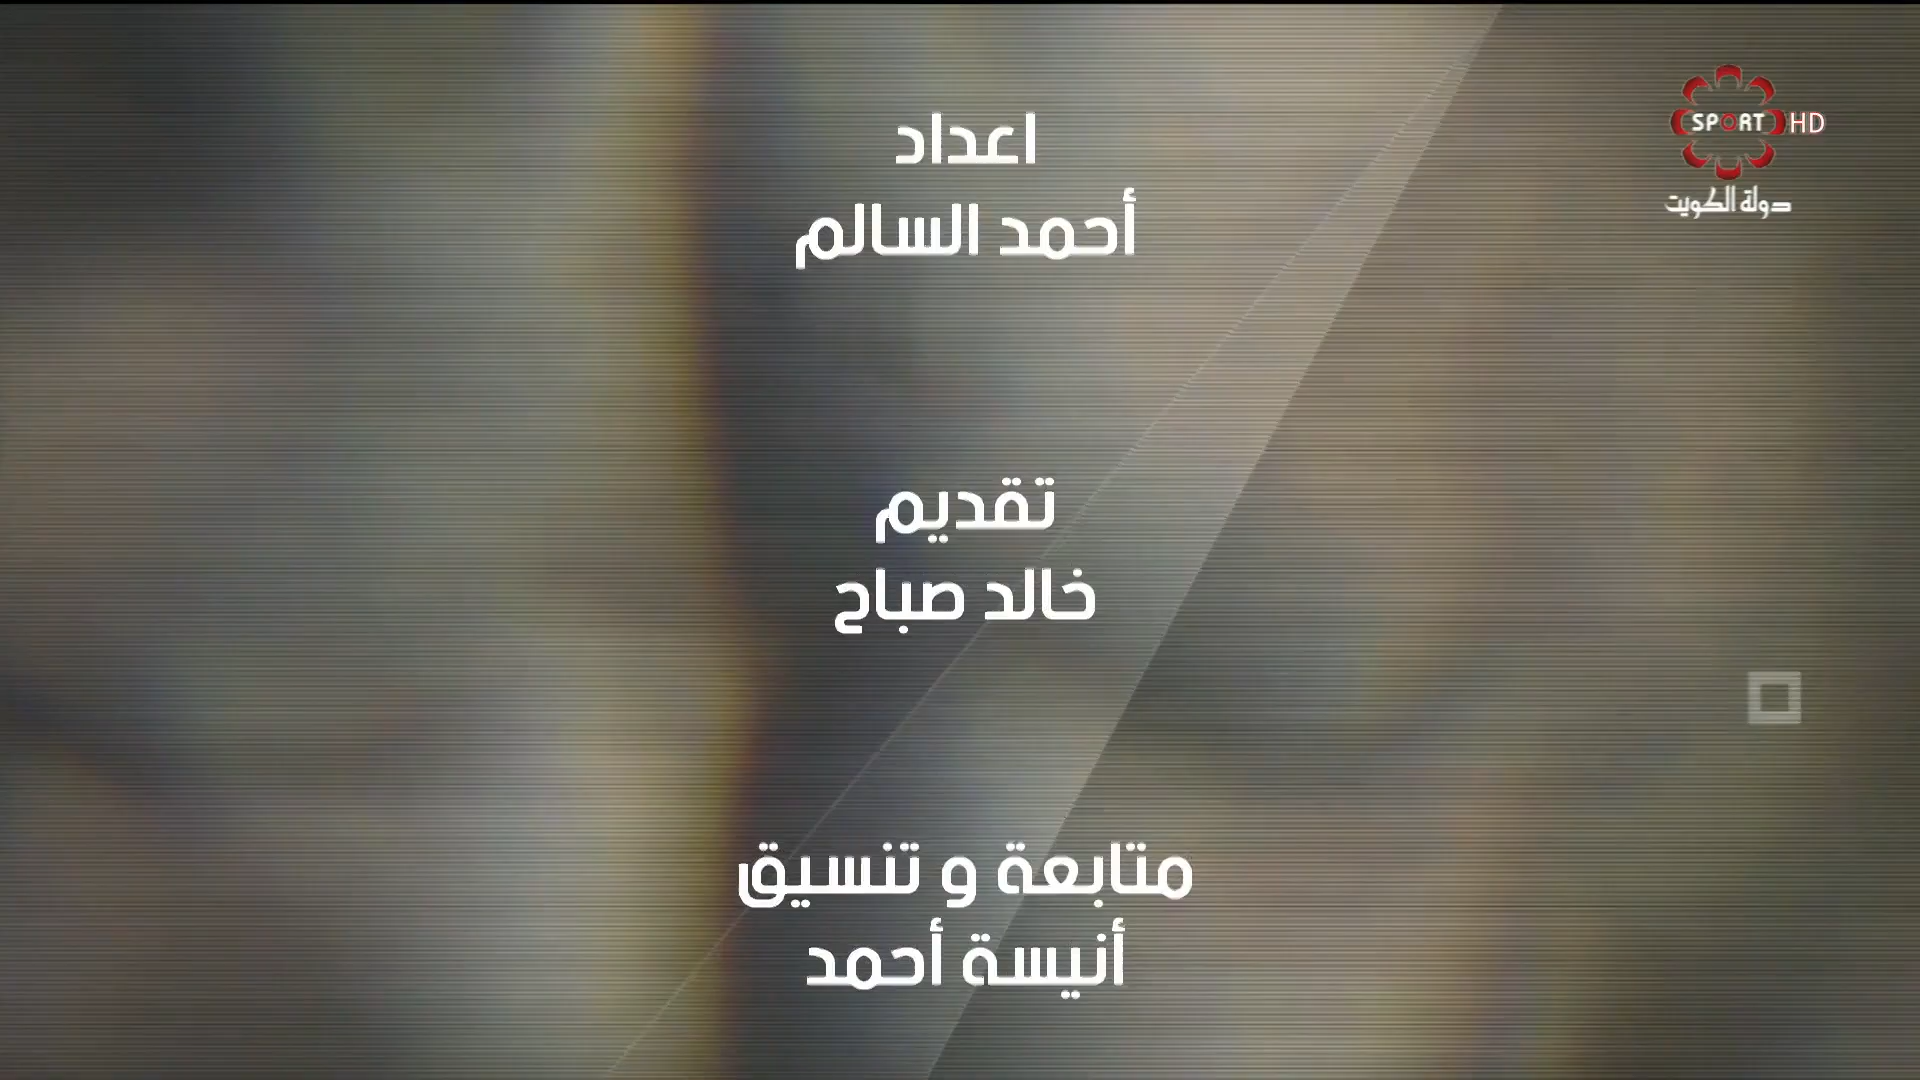 اعداد
أحمد السالم
SPORT HD
دولة الكويت
تقديم
خالد صباح
متابعة و تنسيق
أنيسة أحمد